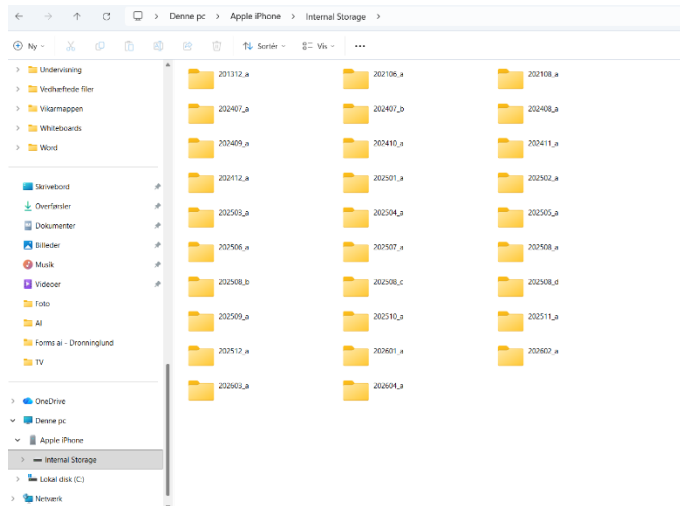 Denne pc > Apple iPhone > Internal Storage >
Ny Sortér Vis ...
Undervisning
Vedhæftede filer
Vikarmappen
Whiteboards
Word
Skrivebord
Overførsler
Dokumenter
Billeder
Musik
Videoer
Foto
AI
Forms ai - Dronninglund
TV
OneDrive
Denne pc
Apple iPhone
Internal Storage
Lokal disk (C:)
Netværk
201312_a 202106_a 202108_a
202407_a 202407_b 202408_a
202409_a 202410_a 202411_a
202412_a 202501_a 202502_a
202503_a 202504_a 202505_a
202506_a 202507_a 202508_a
202508_b 202508_c 202508_d
202509_a 202510_a 202511_a
202512_a 202601_a 202602_a
202603_a 202604_a